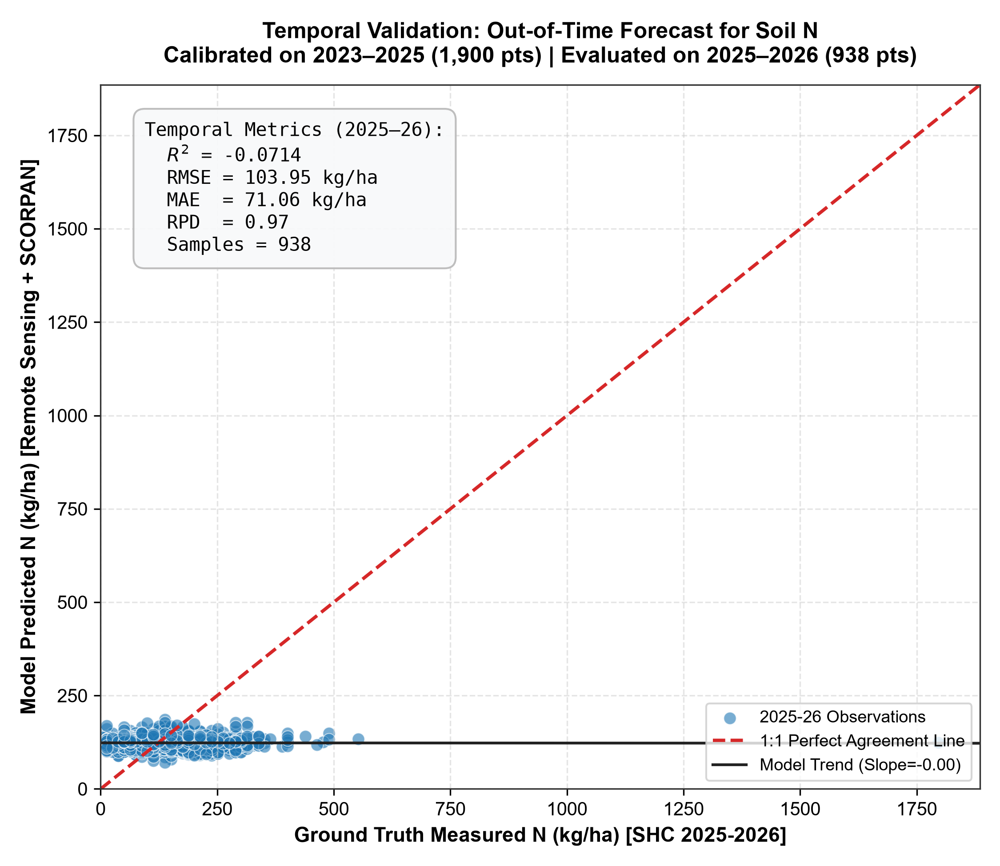 Temporal Validation: Out-of-Time Forecast for Soil N
Calibrated on 2023–2025 (1,900 pts) | Evaluated on 2025–2026 (938 pts)
Model Predicted N (kg/ha) [Remote Sensing + SCORPAN]
1750
1500
1250
1000
750
500
250
0
Temporal Metrics (2025–26):
R² = -0.0714
RMSE = 103.95 kg/ha
MAE = 71.06 kg/ha
RPD = 0.97
Samples = 938
2025-26 Observations
1:1 Perfect Agreement Line
Model Trend (Slope=-0.00)
0 250 500 750 1000 1250 1500 1750
Ground Truth Measured N (kg/ha) [SHC 2025-2026]